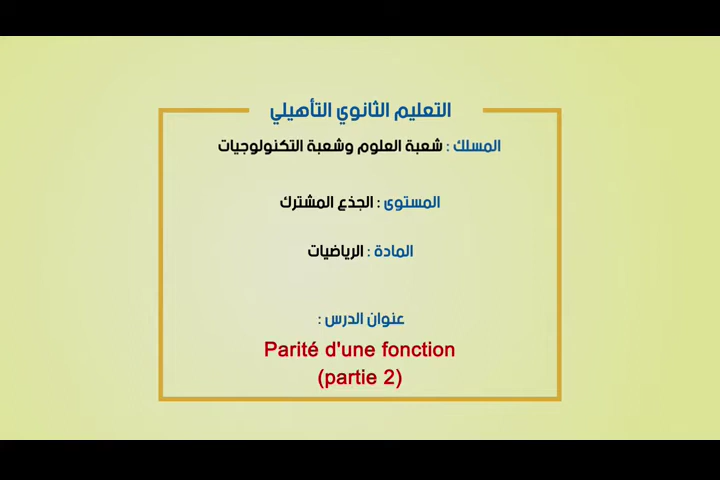 التعليم الثانوي التأهيلي
المسلك : شعبة العلوم وشعبة التكنولوجيات
المستوى : الجذع المشترك
المادة : الرياضيات
عنوان الدرس :
Parité d'une fonction
(partie 2)